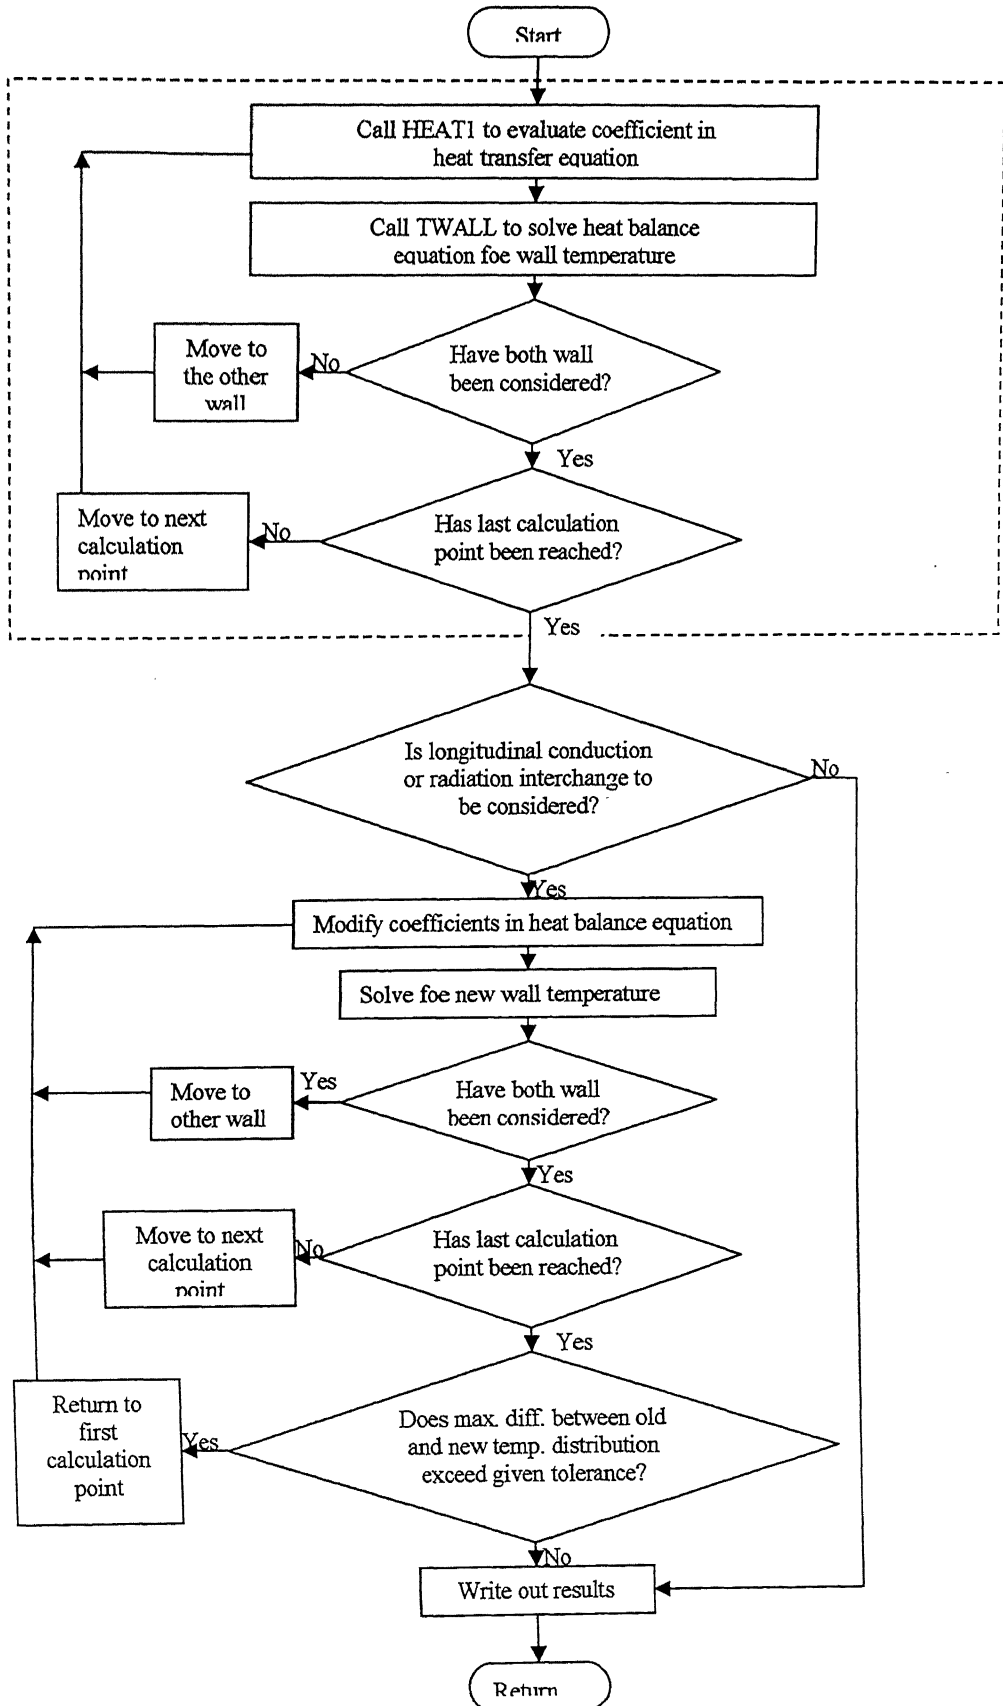 Start
Call HEAT1 to evaluate coefficient in
heat transfer equation
Call TWALL to solve heat balance
equation foe wall temperature
Have both wall
been considered?
No
Move to
the other
wall
Yes
Has last calculation
point been reached?
No
Move to next
calculation
point
Yes
Is longitudinal conduction
or radiation interchange to
be considered?
No
Yes
Modify coefficients in heat balance equation
Solve foe new wall temperature
Have both wall
been considered?
Yes
Move to
other wall
Yes
Has last calculation
point been reached?
No
Move to next
calculation
point
Yes
Does max. diff. between old
and new temp. distribution
exceed given tolerance?
Yes
Return to
first
calculation
point
No
Write out results
Return